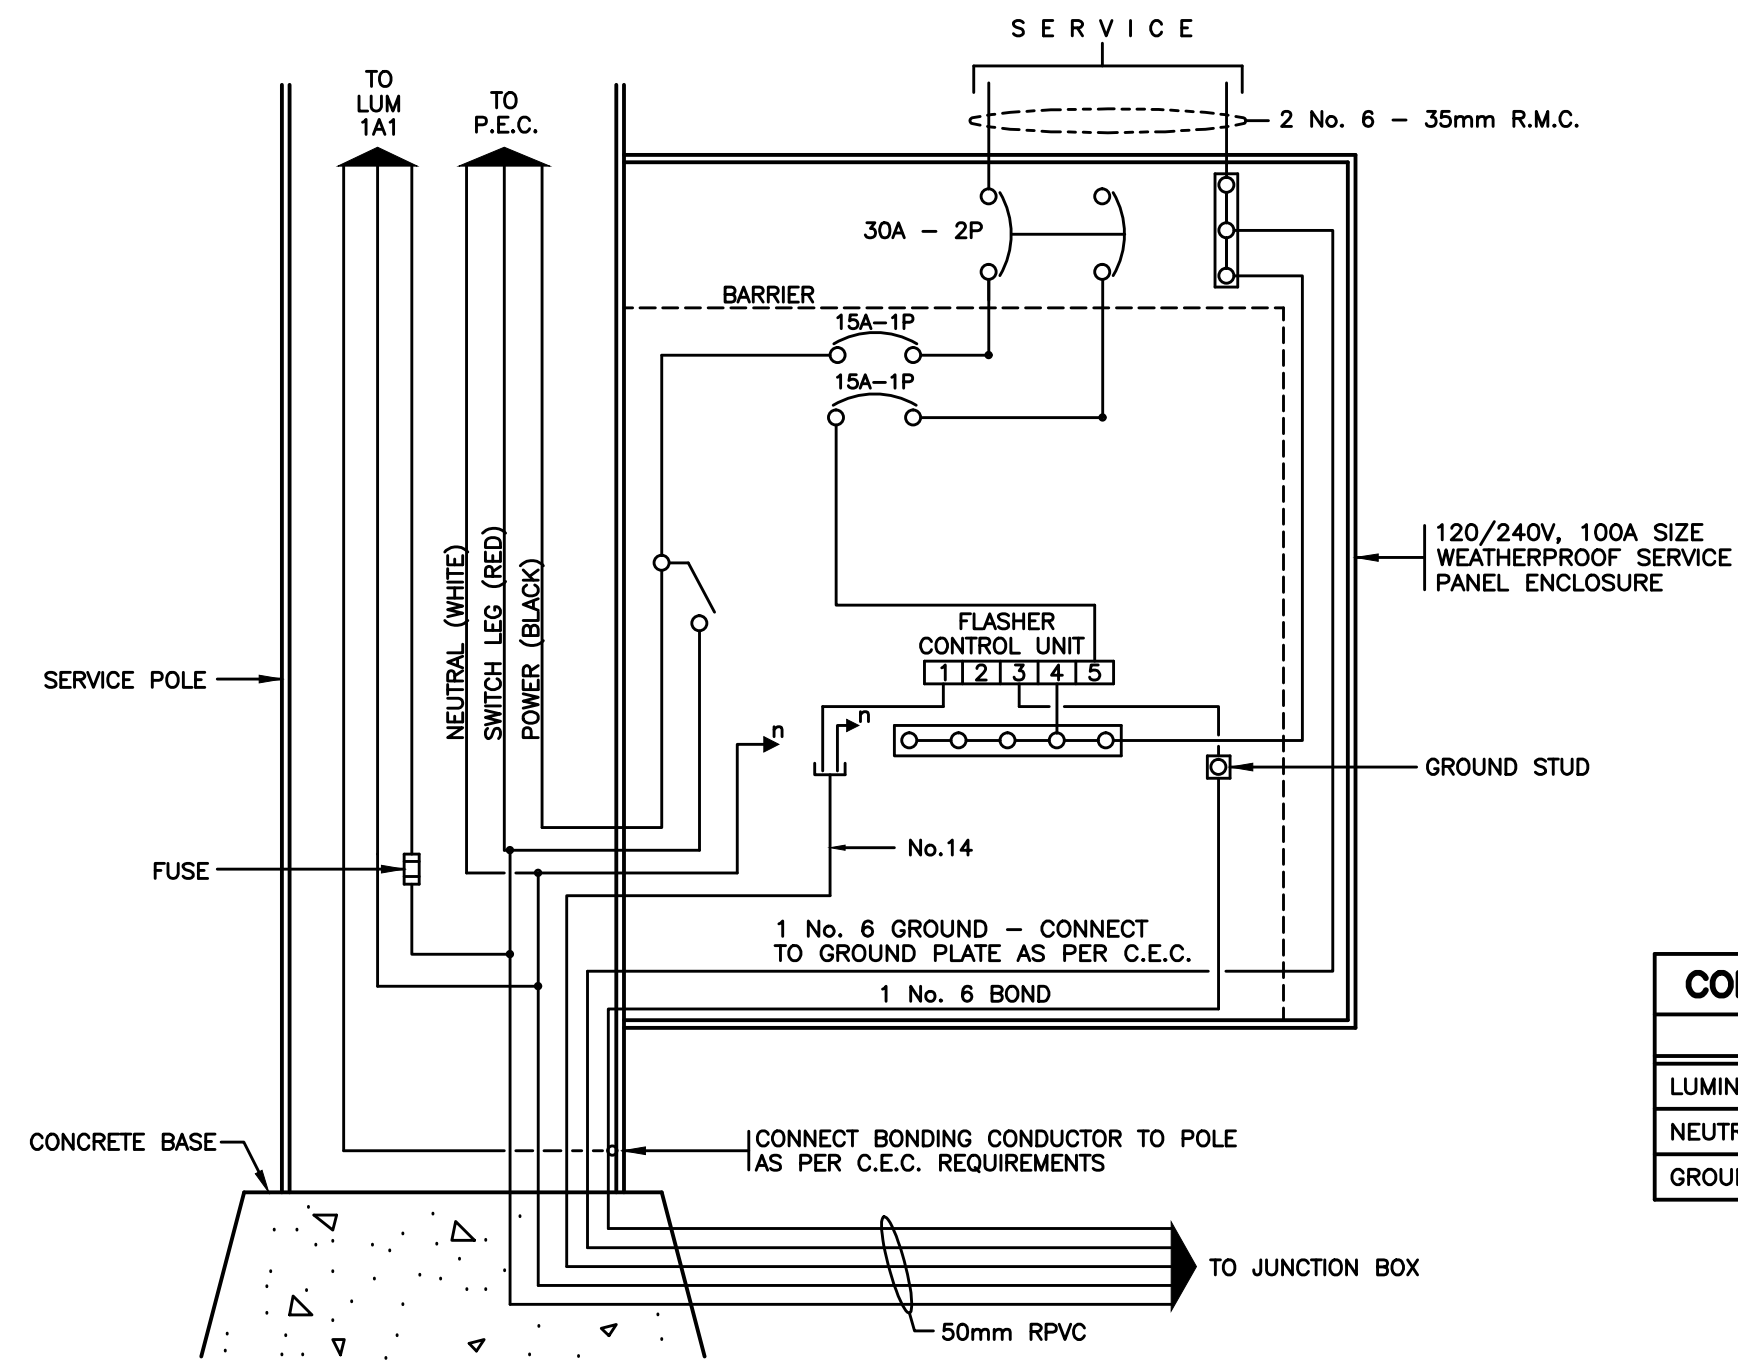 S E R V I C E
TO
LUM
1A1
TO
P.E.C.
2 No. 6 – 35mm R.M.C.
30A – 2P
BARRIER
15A–1P
15A–1P
NEUTRAL (WHITE)
SWITCH LEG (RED)
POWER (BLACK)
120/240V, 100A SIZE
WEATHERPROOF SERVICE
PANEL ENCLOSURE
FLASHER
CONTROL UNIT
1 2 3 4 5
SERVICE POLE
n
n
GROUND STUD
No.14
FUSE
1 No. 6 GROUND – CONNECT
TO GROUND PLATE AS PER C.E.C.
1 No. 6 BOND
CONCRETE BASE
CONNECT BONDING CONDUCTOR TO POLE
AS PER C.E.C. REQUIREMENTS
LUMIN
NEUTR
GROU
TO JUNCTION BOX
50mm RPVC